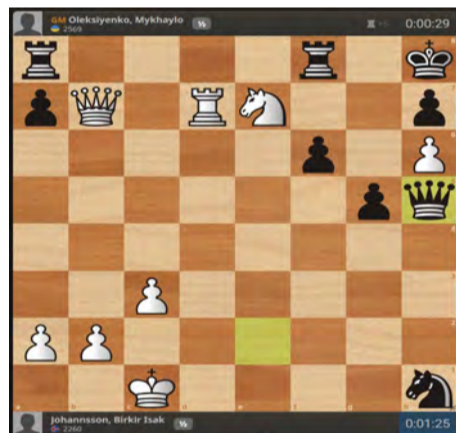 GM Oleksiyenko, Mykhaylo ½ 0:00:29
2569
Johannsson, Birkir Isak ½ 0:01:25
2260